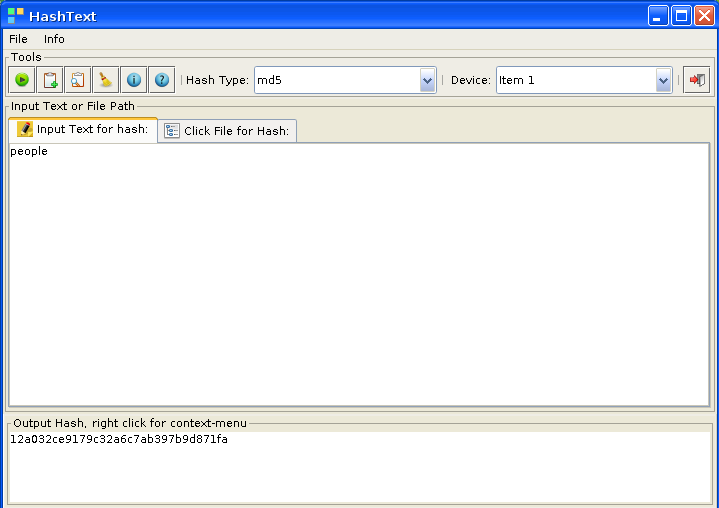 HashText
File Info
Tools
Hash Type: md5 Device: Item 1
Input Text or File Path
Input Text for hash: Click File for Hash:
people
Output Hash, right click for context-menu
12a032ce9179c32a6c7ab397b9d871fa